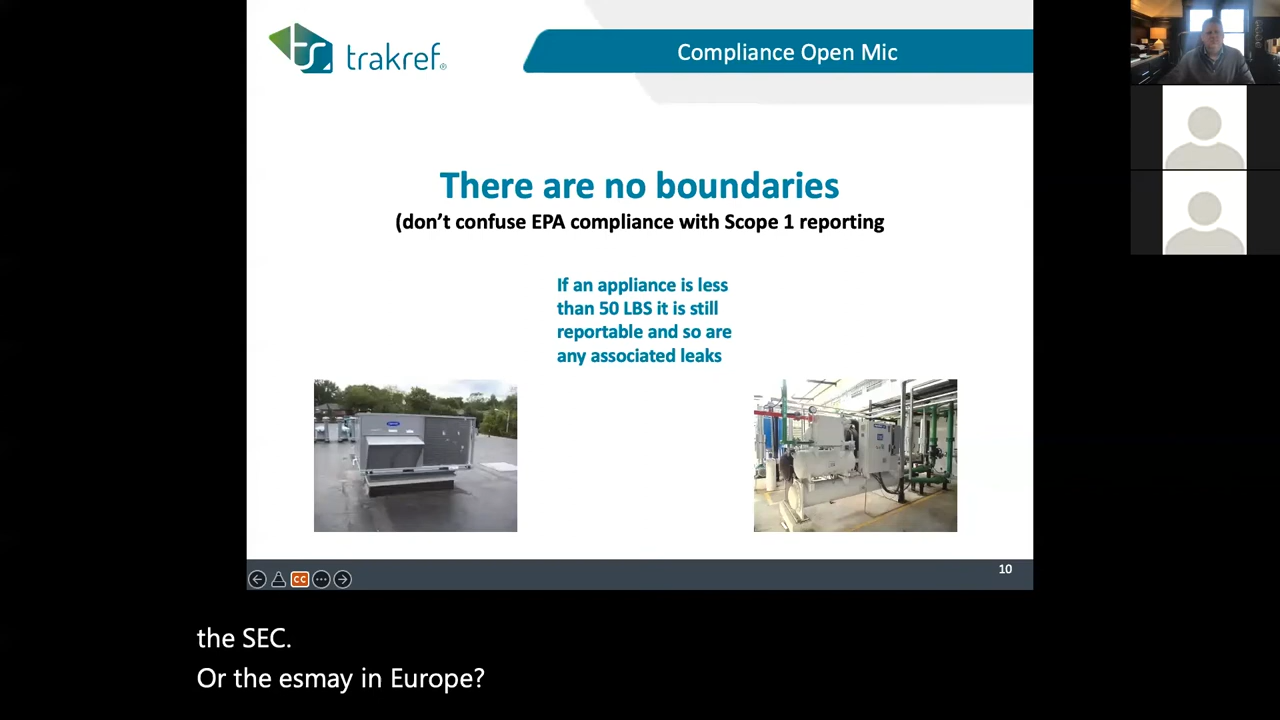 trakref
Compliance Open Mic
There are no boundaries
(don't confuse EPA compliance with Scope 1 reporting
If an appliance is less
than 50 LBS it is still
reportable and so are
any associated leaks
CC
10
the SEC.
Or the esmay in Europe?